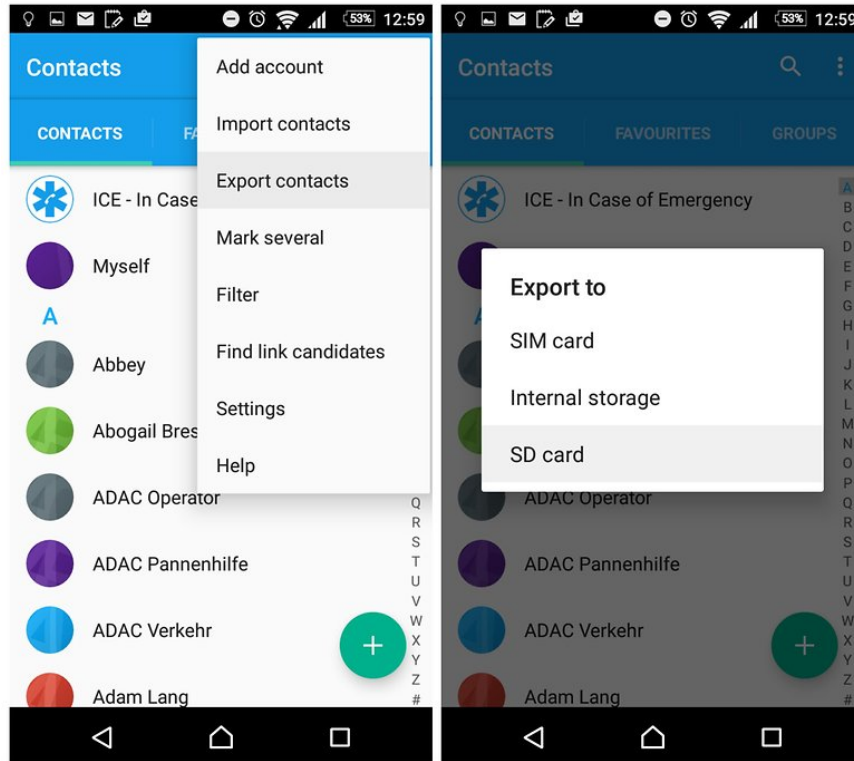 53% 12:59
Contacts
Add account
Import contacts
Export contacts
Mark several
Filter
Find link candidates
Settings
Help
CONTACTS FA
ICE - In Case
Myself
A
Abbey
Abogail Bres
ADAC Operator
ADAC Pannenhilfe
ADAC Verkehr
Adam Lang
Q
R
S
T
U
V
W
X
Y
Z
#
53% 12:59
Contacts
CONTACTS FAVOURITES GROUPS
ICE - In Case of Emergency
Export to
SIM card
Internal storage
SD card
ADAC Operator
ADAC Pannenhilfe
ADAC Verkehr
Adam Lang
A
B
C
D
E
F
G
H
I
J
K
L
M
N
O
P
Q
R
S
T
U
V
W
X
Y
Z
#